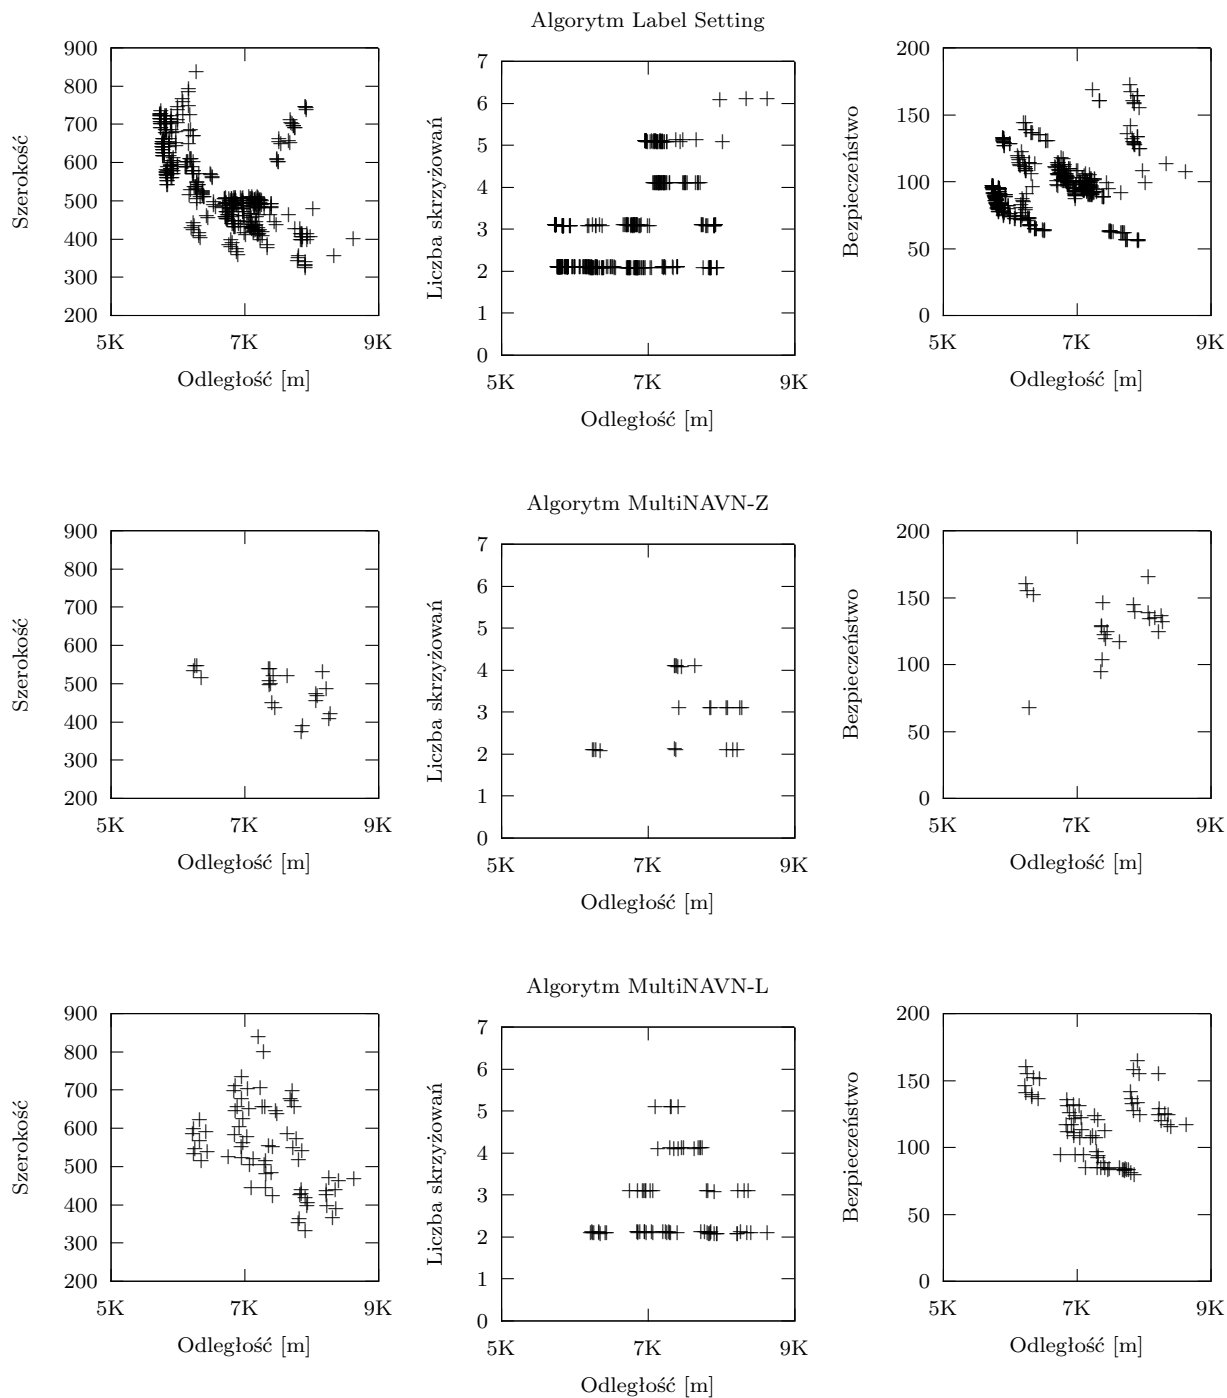 Algorytm Label Setting
Szerokość
900
800
700
600
500
400
300
200
5K
7K
9K
Odległość [m]
Liczba skrzyżowań
7
6
5
4
3
2
1
0
5K
7K
9K
Odległość [m]
Bezpieczeństwo
200
150
100
50
0
5K
7K
9K
Odległość [m]
Algorytm MultiNAVN-Z
Szerokość
900
800
700
600
500
400
300
200
5K
7K
9K
Odległość [m]
Liczba skrzyżowań
7
6
5
4
3
2
1
0
5K
7K
9K
Odległość [m]
Bezpieczeństwo
200
150
100
50
0
5K
7K
9K
Odległość [m]
Algorytm MultiNAVN-L
Szerokość
900
800
700
600
500
400
300
200
5K
7K
9K
Odległość [m]
Liczba skrzyżowań
7
6
5
4
3
2
1
0
5K
7K
9K
Odległość [m]
Bezpieczeństwo
200
150
100
50
0
5K
7K
9K
Odległość [m]